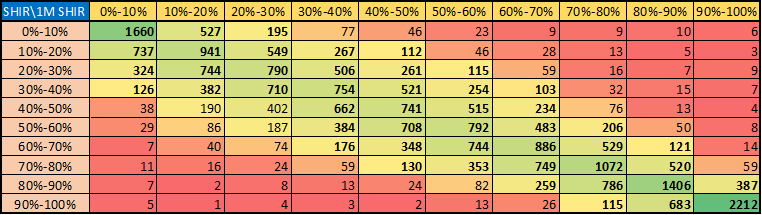 SHIR\1M SHIR 0%-10% 10%-20% 20%-30% 30%-40% 40%-50% 50%-60% 60%-70% 70%-80% 80%-90% 90%-100%
0%-10% 1660 527 195 77 46 23 9 9 10 6
10%-20% 737 941 549 267 112 46 28 13 5 3
20%-30% 324 744 790 506 261 115 59 16 7 9
30%-40% 126 382 710 754 521 254 103 32 15 7
40%-50% 38 190 402 662 741 515 234 76 13 4
50%-60% 29 86 187 384 708 792 483 206 50 8
60%-70% 7 40 74 176 348 744 886 529 121 14
70%-80% 11 16 24 59 130 353 749 1072 520 59
80%-90% 7 2 8 13 24 82 259 786 1406 387
90%-100% 5 1 4 3 2 13 26 115 683 2212